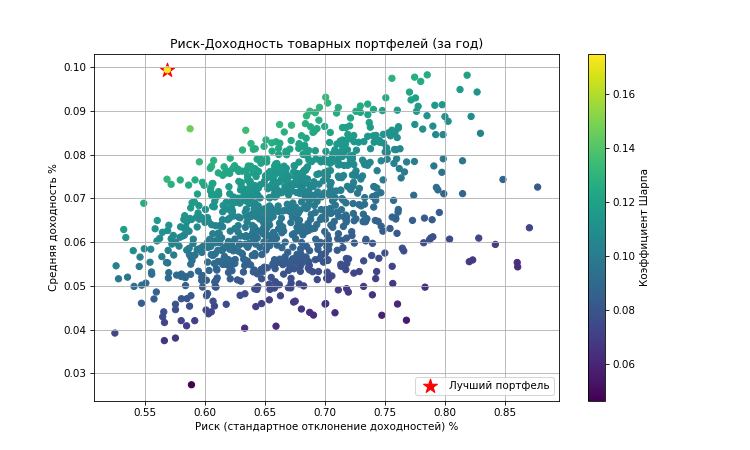 Риск-Доходность товарных портфелей (за год)
Средняя доходность %
0.10
0.09
0.08
0.07
0.06
0.05
0.04
0.03
0.55 0.60 0.65 0.70 0.75 0.80 0.85
Риск (стандартное отклонение доходностей) %
Лучший портфель
0.16
0.14
0.12
0.10
0.08
0.06
Коэффициент Шарпа